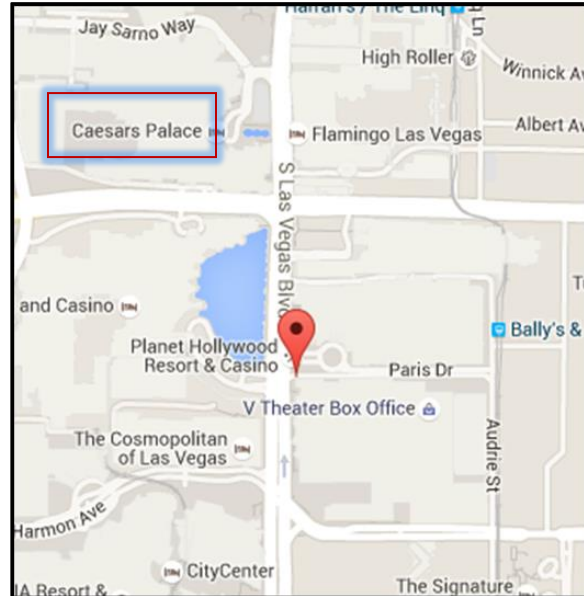 Harrah's / The Linq
Jay Sarno Way
High Roller
Winnick Av
Caesars Palace
Flamingo Las Vegas
Albert Av
S Las Vegas Blvd
and Casino
Bally's &
Planet Hollywood
Resort & Casino
Paris Dr
V Theater Box Office
The Cosmopolitan
of Las Vegas
Audrie St
Harmon Ave
CityCenter
IA Resort &
The Signature